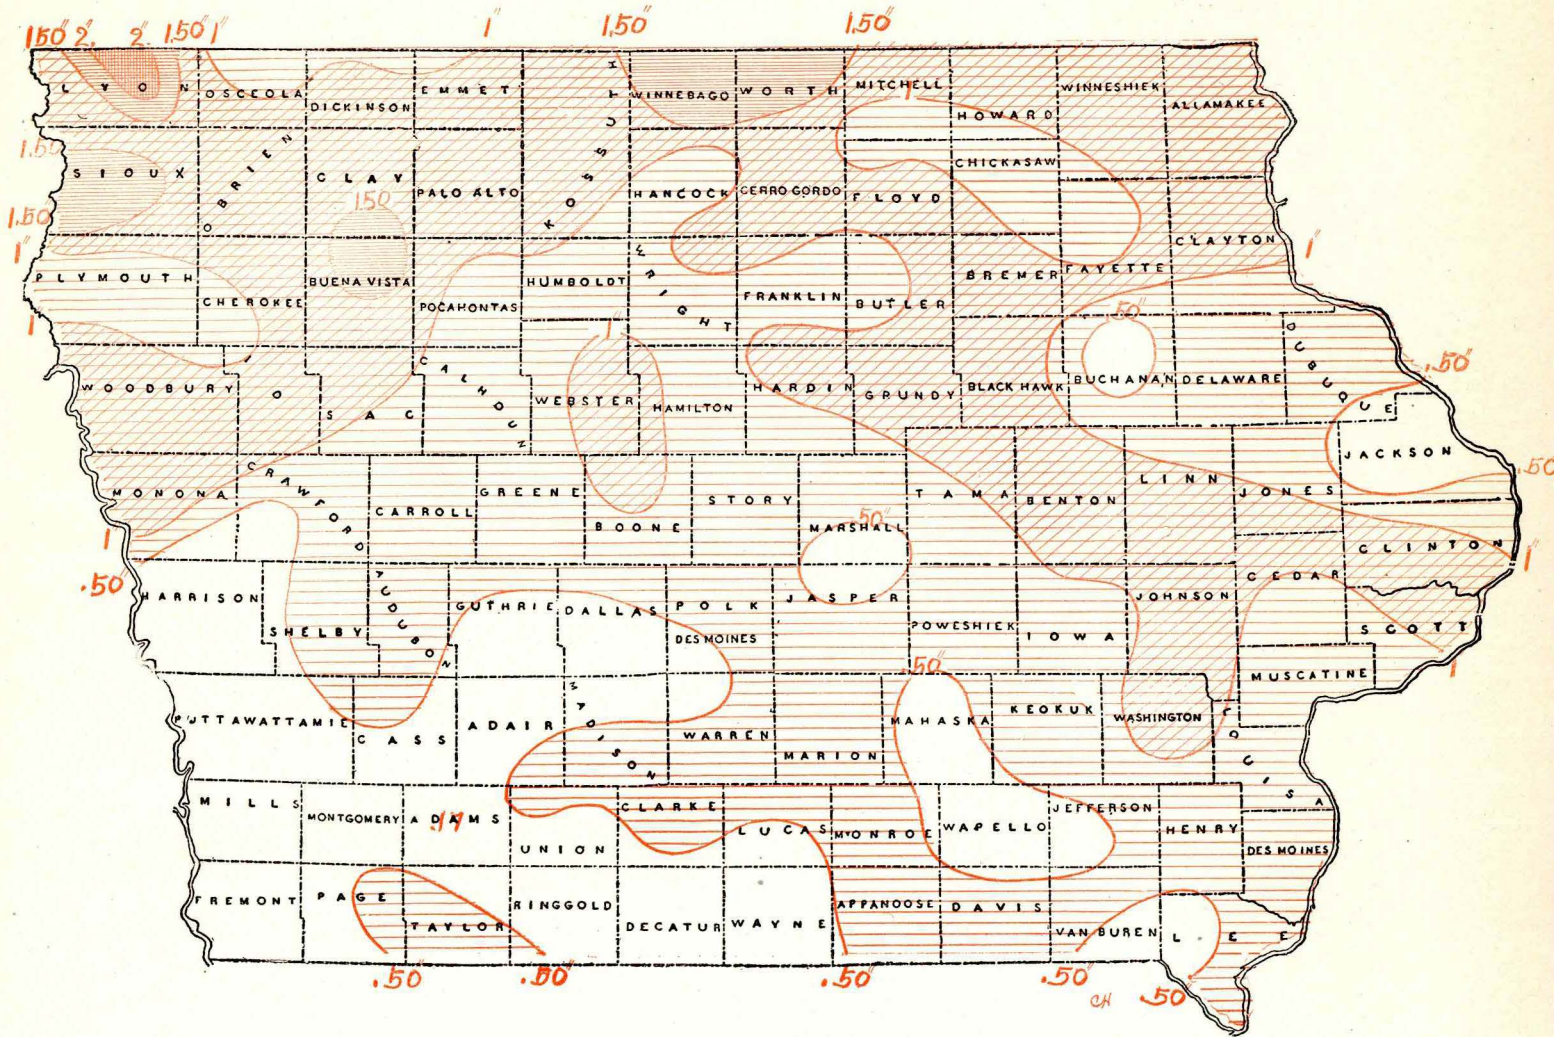 1.50" 2" 2" 1.50" 1" 1" 1.50" 1.50"
LYON OSCEOLA DICKINSON EMMET KOSSUTH WINNEBAGO WORTH MITCHELL 1" HOWARD WINNESHIEK ALLAMAKEE
1.50 SIOUX OBRIEN CLAY PALO ALTO HANCOCK CERRO GORDO FLOYD CHICKASAW
1.50 1.50
1" PLYMOUTH CHEROKEE BUENA VISTA POCAHONTAS HUMBOLDT WRIGHT FRANKLIN BUTLER BREMER FAYETTE CLAYTON 1"
1 1" .50"
WOODBURY IDA SAC CALHOUN WEBSTER HAMILTON HARDIN GRUNDY BLACK HAWK BUCHANAN DELAWARE DUBUQUE .50"
MONONA CRAWFORD CARROLL GREENE BOONE STORY MARSHALL TAMA BENTON LINN JONES JACKSON .50
1 .50" CLINTON 1"
.50" HARRISON SHELBY AUDUBON GUTHRIE DALLAS POLK JASPER POWESHIEK IOWA JOHNSON CEDAR SCOTT
DES MOINES
.50" MUSCATINE 1
POTTAWATTAMIE CASS ADAIR MADISON WARREN MARION MAHASKA KEOKUK WASHINGTON LOUISA
MILLS MONTGOMERY ADAMS UNION CLARKE LUCAS MONROE WAPELLO JEFFERSON HENRY DES MOINES
FREMONT PAGE TAYLOR RINGGOLD DECATUR WAYNE APPANOOSE DAVIS VAN BUREN LEE
.50" .50" .50" .50" .50"
CH